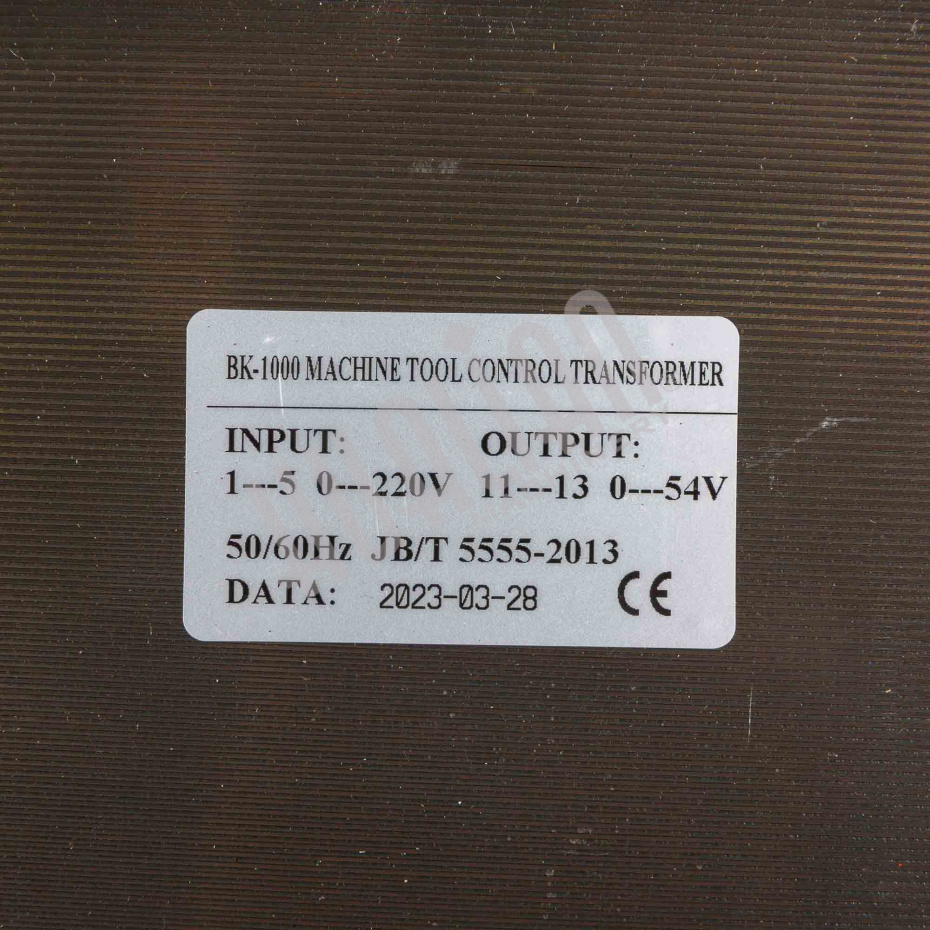 BK-1000 MACHINE TOOL CONTROL TRANSFORMER
INPUT: OUTPUT:
1---5 0---220V 11---13 0---54V
50/60Hz JB/T 5555-2013
DATA: 2023-03-28 CE